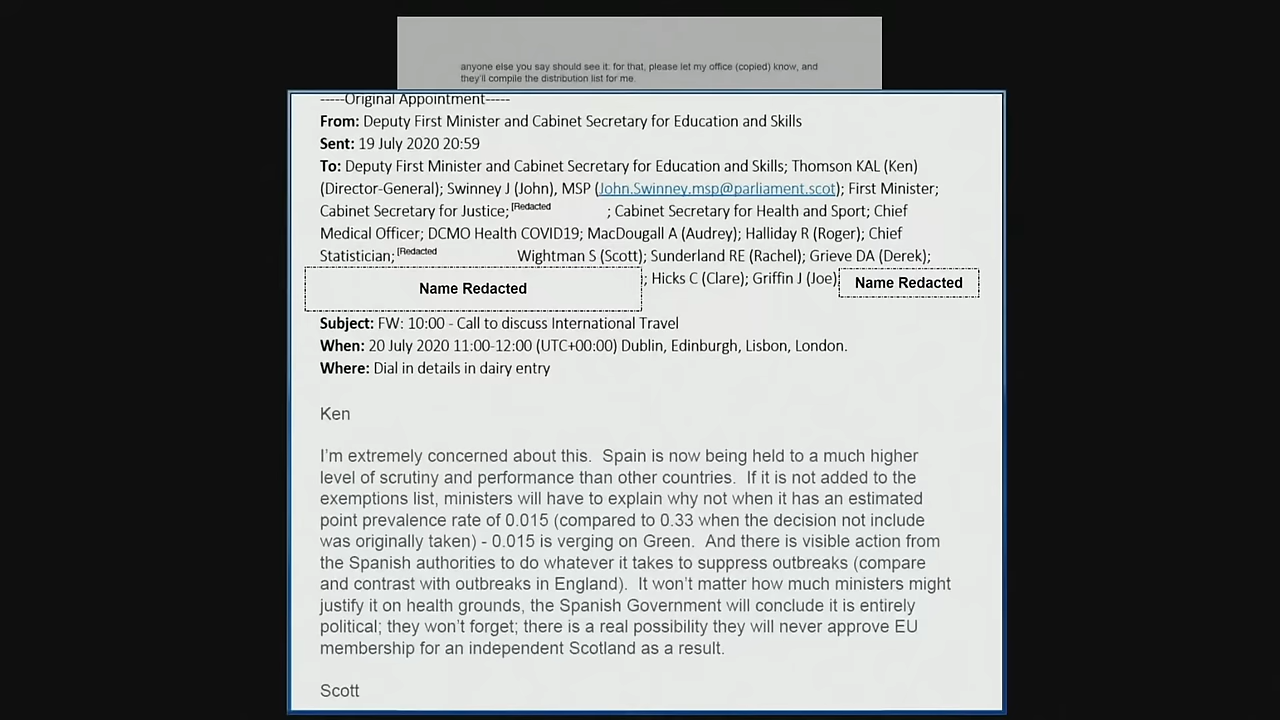 anyone else you say should see it: for that, please let my office (copied) know, and
they'll compile the distribution list for me.
-----Original Appointment-----
From: Deputy First Minister and Cabinet Secretary for Education and Skills
Sent: 19 July 2020 20:59
To: Deputy First Minister and Cabinet Secretary for Education and Skills; Thomson KAL (Ken)
(Director-General); Swinney J (John), MSP (John.Swinney.msp@parliament.scot); First Minister;
Cabinet Secretary for Justice; [Redacted ; Cabinet Secretary for Health and Sport; Chief
Medical Officer; DCMO Health COVID19; MacDougall A (Audrey); Halliday R (Roger); Chief
Statistician; [Redacted Wightman S (Scott); Sunderland RE (Rachel); Grieve DA (Derek);
Name Redacted ; Hicks C (Clare); Griffin J (Joe) Name Redacted
Subject: FW: 10:00 - Call to discuss International Travel
When: 20 July 2020 11:00-12:00 (UTC+00:00) Dublin, Edinburgh, Lisbon, London.
Where: Dial in details in dairy entry
Ken
I'm extremely concerned about this. Spain is now being held to a much higher
level of scrutiny and performance than other countries. If it is not added to the
exemptions list, ministers will have to explain why not when it has an estimated
point prevalence rate of 0.015 (compared to 0.33 when the decision not include
was originally taken) - 0.015 is verging on Green. And there is visible action from
the Spanish authorities to do whatever it takes to suppress outbreaks (compare
and contrast with outbreaks in England). It won't matter how much ministers might
justify it on health grounds, the Spanish Government will conclude it is entirely
political; they won't forget; there is a real possibility they will never approve EU
membership for an independent Scotland as a result.
Scott